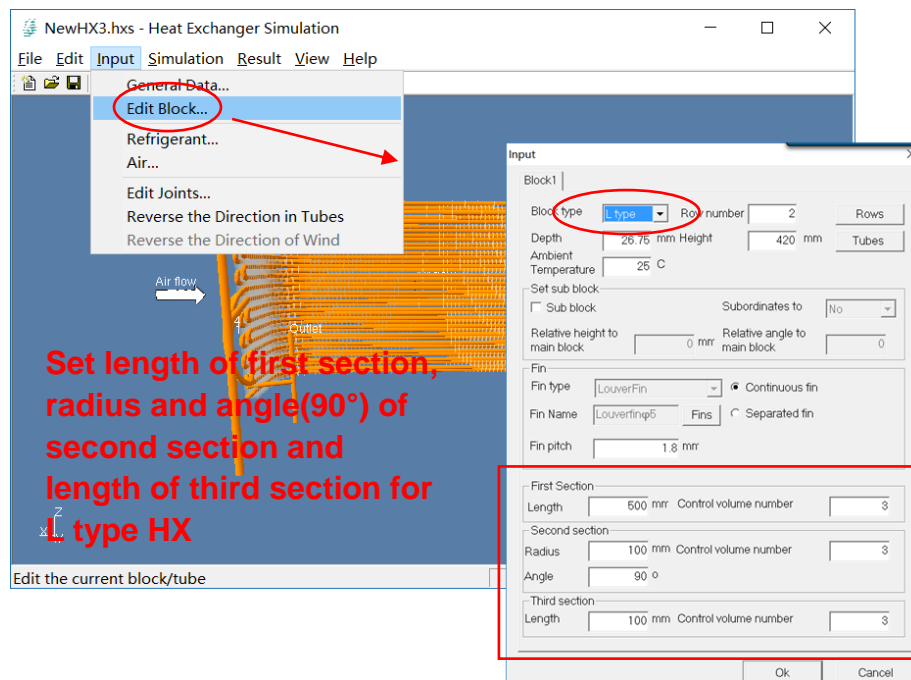 NewHX3.hxs - Heat Exchanger Simulation
File Edit Input Simulation Result View Help
General Data...
Edit Block...
Refrigerant...
Air...
Edit Joints...
Reverse the Direction in Tubes
Reverse the Direction of Wind
Air flow
4
Outlet
Set length of first section,
radius and angle(90°) of
second section and
length of third section for
L type HX
Z
X
Edit the current block/tube
Input
Block1
Block type L type Row number 2 Rows
Depth 26.75 mm Height 420 mm Tubes
Ambient
Temperature 25 C
Set sub block
Sub block Subordinates to No
Relative height to
main block 0 mm Relative angle to
main block 0
Fin
Fin type LouverFin Continuous fin
Fin Name Louverfinφ5 Fins Separated fin
Fin pitch 1.8 mm
First Section
Length 500 mm Control volume number 3
Second section
Radius 100 mm Control volume number 3
Angle 90 o
Third section
Length 100 mm Control volume number 3
Ok Cancel